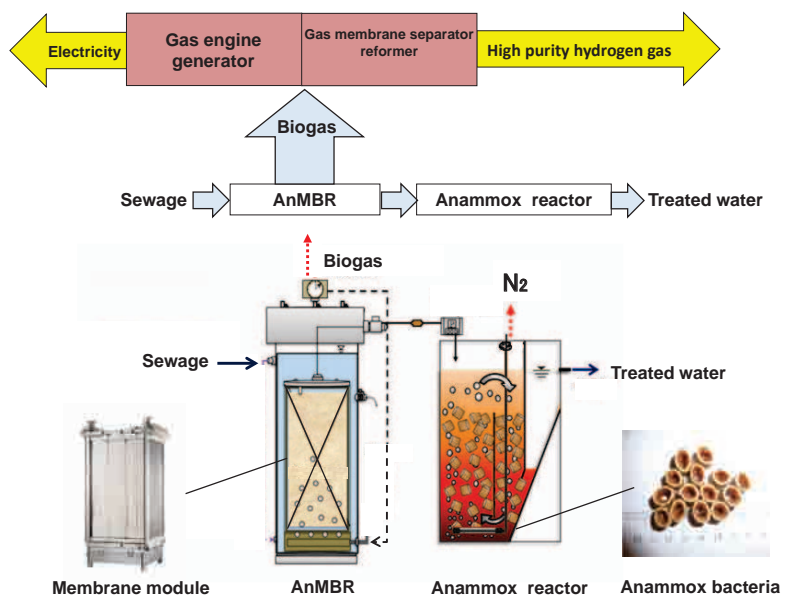 Electricity
Gas engine
generator
Gas membrane separator
reformer
High purity hydrogen gas
Biogas
Sewage
AnMBR
Anammox reactor
Treated water
Biogas
N2
Sewage
Treated water
Membrane module
AnMBR
Anammox reactor
Anammox bacteria